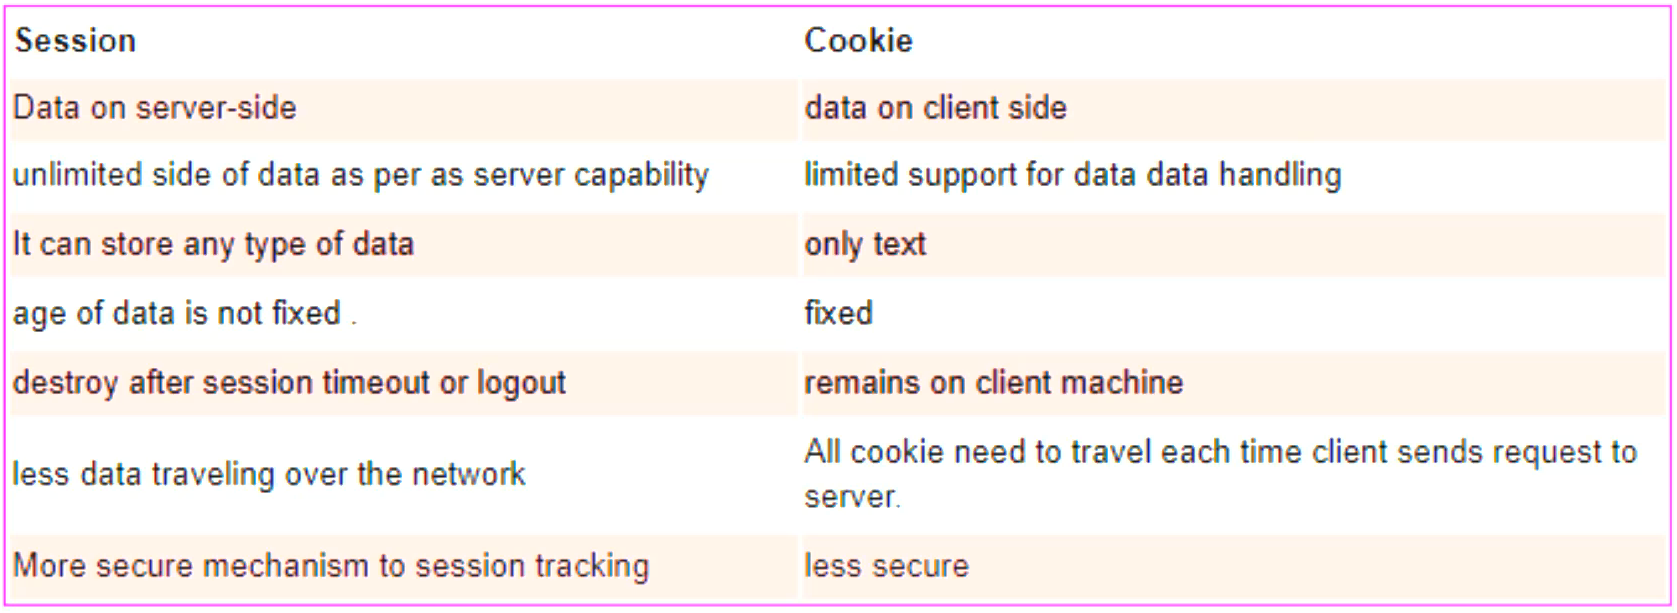 Session
Cookie
Data on server-side
data on client side
unlimited side of data as per as server capability
limited support for data data handling
It can store any type of data
only text
age of data is not fixed .
fixed
destroy after session timeout or logout
remains on client machine
less data traveling over the network
All cookie need to travel each time client sends request to
server.
More secure mechanism to session tracking
less secure